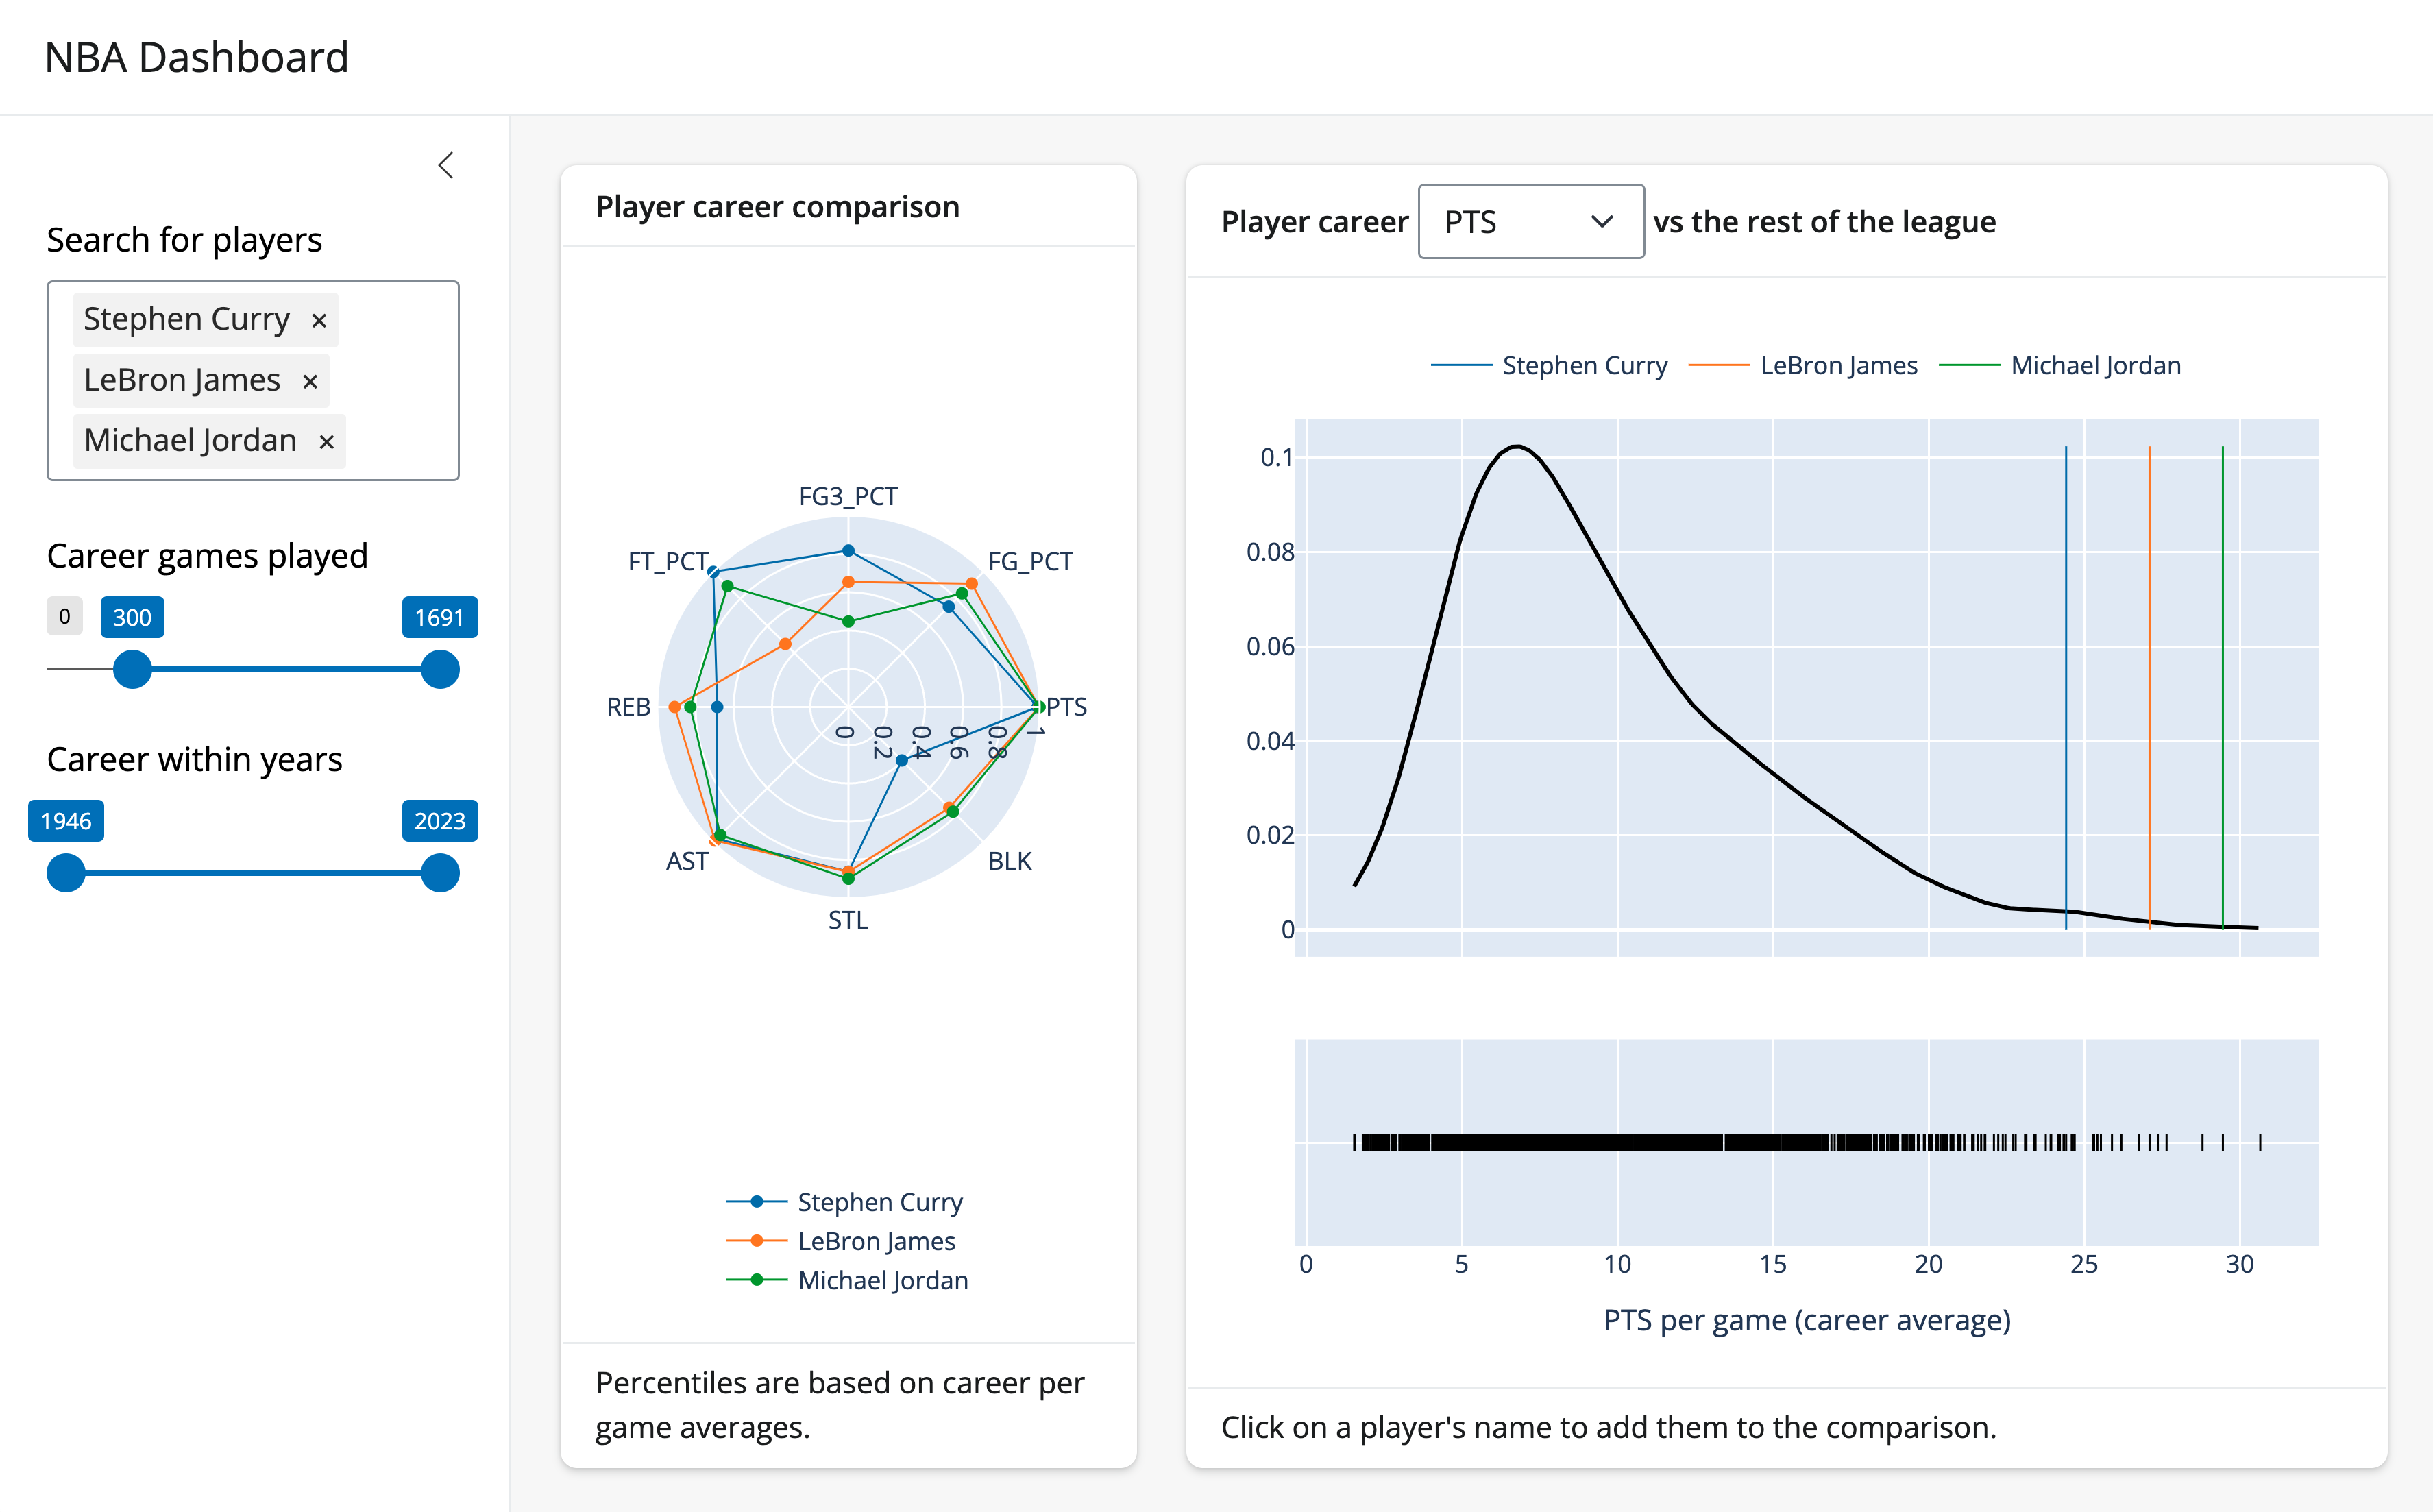 NBA Dashboard
Search for players
Stephen Curry ×
LeBron James ×
Michael Jordan ×
Career games played
0 300 1691
Career within years
1946 2023
Player career comparison
FG3_PCT
FT_PCT FG_PCT
REB PTS
0 0.2 0.4 0.6 0.8 1
AST BLK
STL
Stephen Curry
LeBron James
Michael Jordan
Percentiles are based on career per
game averages.
Player career PTS vs the rest of the league
Stephen Curry LeBron James Michael Jordan
0.1
0.08
0.06
0.04
0.02
0
0 5 10 15 20 25 30
PTS per game (career average)
Click on a player's name to add them to the comparison.